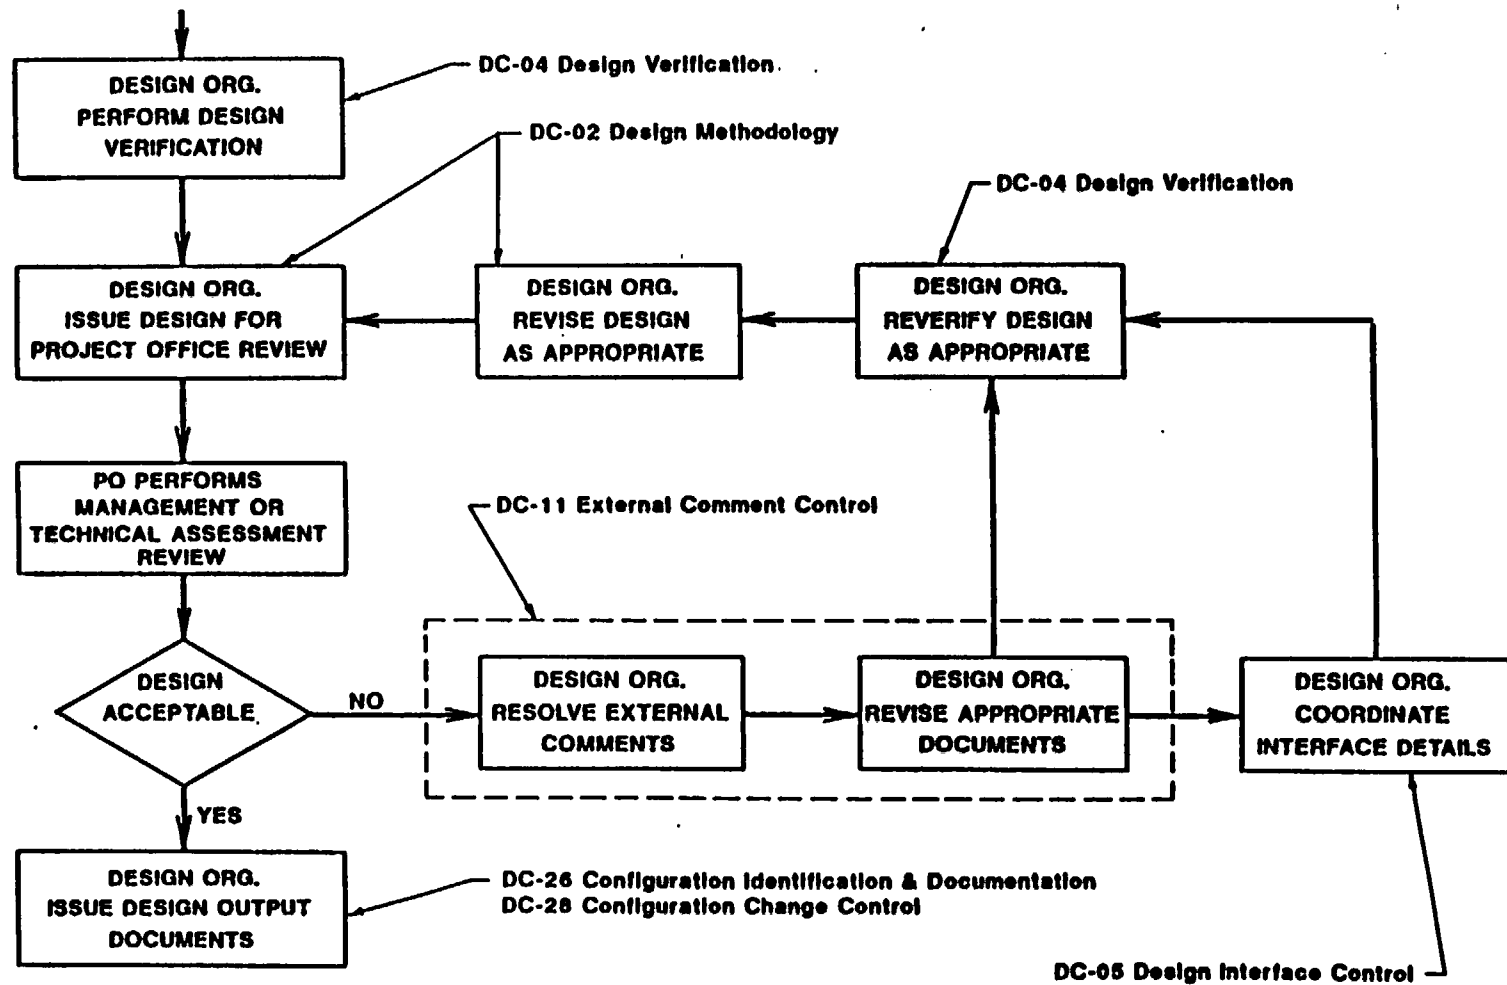 DESIGN ORG.
PERFORM DESIGN
VERIFICATION
DC-04 Design Verification
DC-02 Design Methodology
DC-04 Design Verification
DESIGN ORG.
ISSUE DESIGN FOR
PROJECT OFFICE REVIEW
DESIGN ORG.
REVISE DESIGN
AS APPROPRIATE
DESIGN ORG.
REVERIFY DESIGN
AS APPROPRIATE
PO PERFORMS
MANAGEMENT OR
TECHNICAL ASSESSMENT
REVIEW
DC-11 External Comment Control
DESIGN
ACCEPTABLE
NO
DESIGN ORG.
RESOLVE EXTERNAL
COMMENTS
DESIGN ORG.
REVISE APPROPRIATE
DOCUMENTS
DESIGN ORG.
COORDINATE
INTERFACE DETAILS
YES
DESIGN ORG.
ISSUE DESIGN OUTPUT
DOCUMENTS
DC-26 Configuration Identification & Documentation
DC-28 Configuration Change Control
DC-05 Design Interface Control